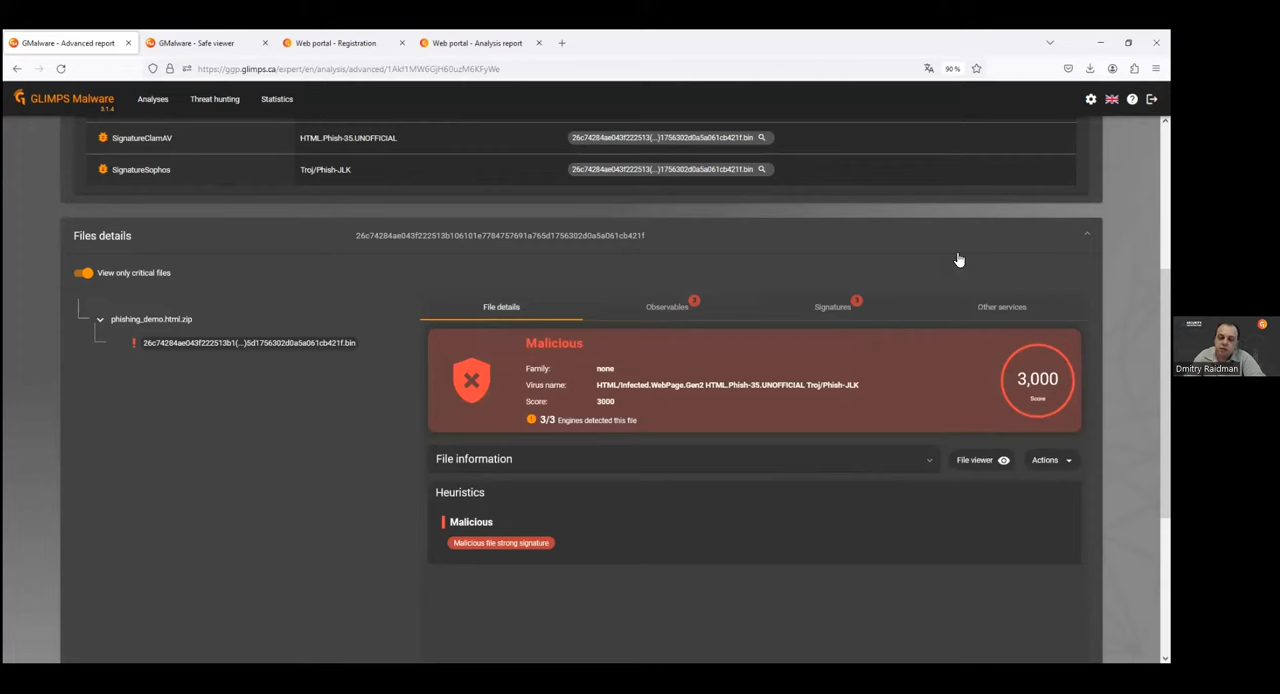 GMalware - Advanced report
GMalware - Safe viewer
Web portal - Registration
Web portal - Analysis report
https://ggp.glimps.ca/expert/en/analysis/advanced/1Akf1MW6GjH60uzM6KFyWe
90 %
GLIMPS Malware
3.1.4
Analyses
Threat hunting
Statistics
SignatureClamAV
HTML.Phish-35.UNOFFICIAL
26c74284ae043f222513(...)1756302d0a5a061cb421f.bin
SignatureSophos
Troj/Phish-JLK
26c74284ae043f222513(...)1756302d0a5a061cb421f.bin
Files details
26c74284ae043f222513b106101e7784757691a765d1756302d0a5a061cb421f
View only critical files
phishing_demo.html.zip
26c74284ae043f222513b1(...)5d1756302d0a5a061cb421f.bin
File details
Observables
3
Signatures
3
Other services
Malicious
Family:
none
Virus name:
HTML/Infected.WebPage.Gen2 HTML.Phish-35.UNOFFICIAL Troj/Phish-JLK
Score:
3000
3/3 Engines detected this file
3,000
Score
File information
File viewer
Actions
Heuristics
Malicious
Malicious file strong signature
Dmitry Raidman